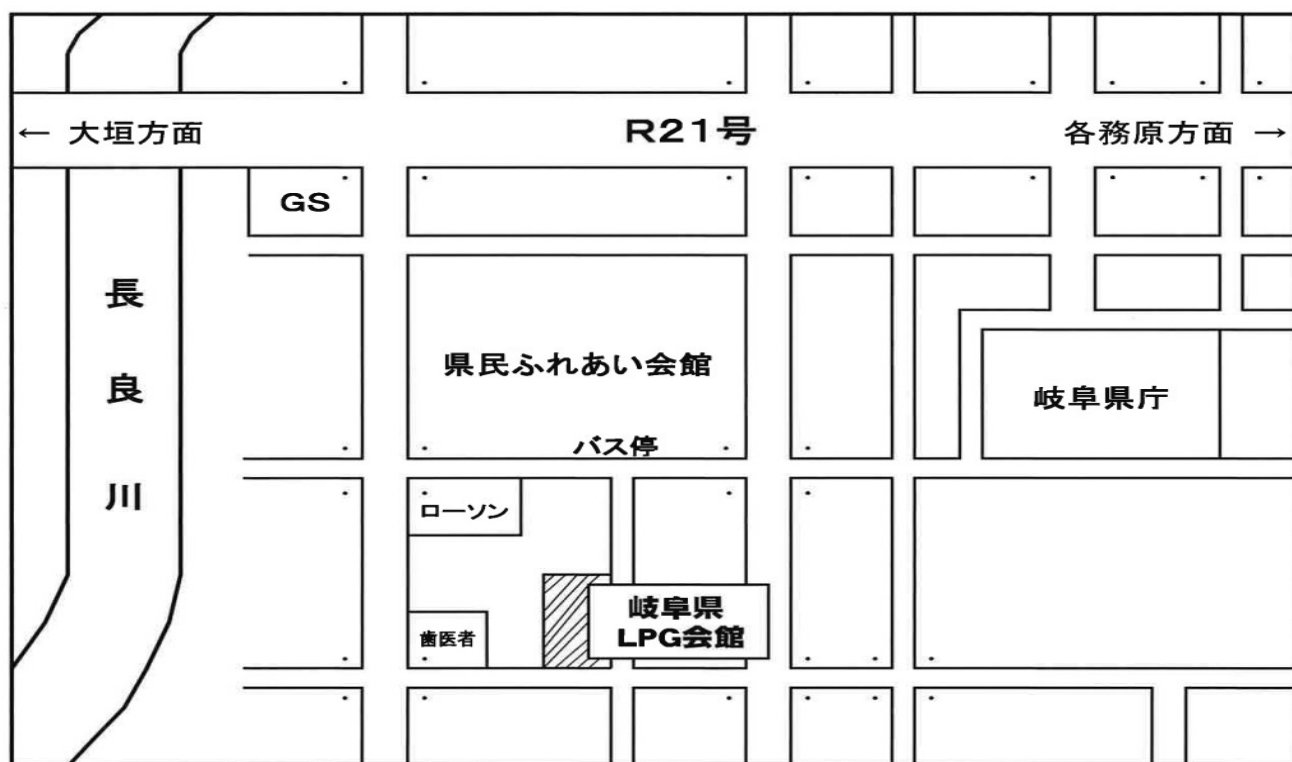 ← 大垣方面
R21号
各務原方面 →
GS
長良川
県民ふれあい会館
岐阜県庁
バス停
ローソン
岐阜県
LPG会館
歯医者